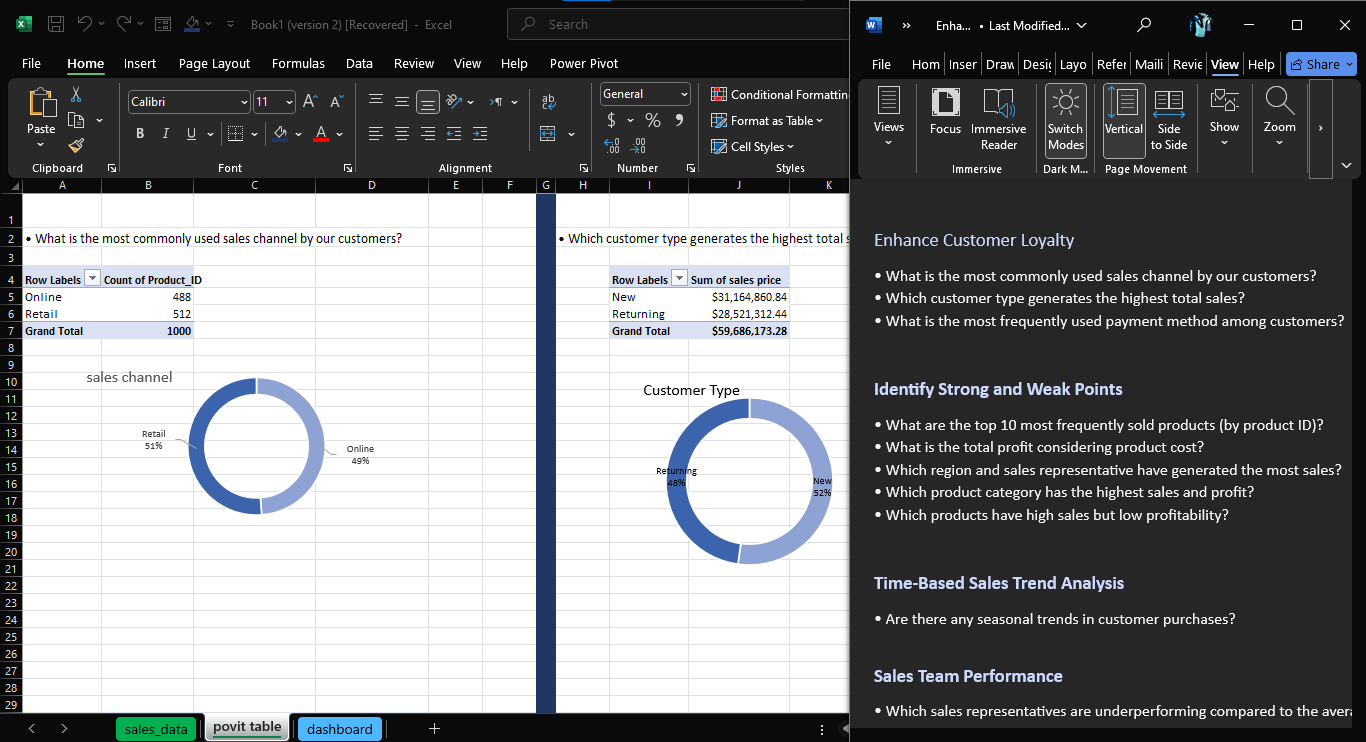 Book1 (version 2) [Recovered] - Excel
Search
File Home Insert Page Layout Formulas Data Review View Help Power Pivot
Paste
Calibri 11
B I U
A
ab
General
$ % 9
Conditional Formattin
Format as Table
Cell Styles
Clipboard Font Alignment Number Styles
A B C D E F G H I J K
1
2 • What is the most commonly used sales channel by our customers? • Which customer type generates the highest total s
3
4 Row Labels Count of Product_ID Row Labels Sum of sales price
5 Online 488 New $31,164,860.84
6 Retail 512 Returning $28,521,312.44
7 Grand Total 1000 Grand Total $59,686,173.28
8
9
10
11
12
13
14
15
16
17
18
19
20
21
22
23
24
25
26
27
28
29
sales channel
Retail
51%
Online
49%
Customer Type
Returning
48%
New
52%
sales_data povit table dashboard
Enha... • Last Modified...
File Hom Inser Draw Desig Layo Refer Maili Revie View Help Share
Views
Focus
Immersive
Reader
Switch
Modes
Vertical
Side
to Side
Show
Zoom
Immersive Dark M... Page Movement
Enhance Customer Loyalty
• What is the most commonly used sales channel by our customers?
• Which customer type generates the highest total sales?
• What is the most frequently used payment method among customers?
Identify Strong and Weak Points
• What are the top 10 most frequently sold products (by product ID)?
• What is the total profit considering product cost?
• Which region and sales representative have generated the most sales?
• Which product category has the highest sales and profit?
• Which products have high sales but low profitability?
Time-Based Sales Trend Analysis
• Are there any seasonal trends in customer purchases?
Sales Team Performance
• Which sales representatives are underperforming compared to the avera